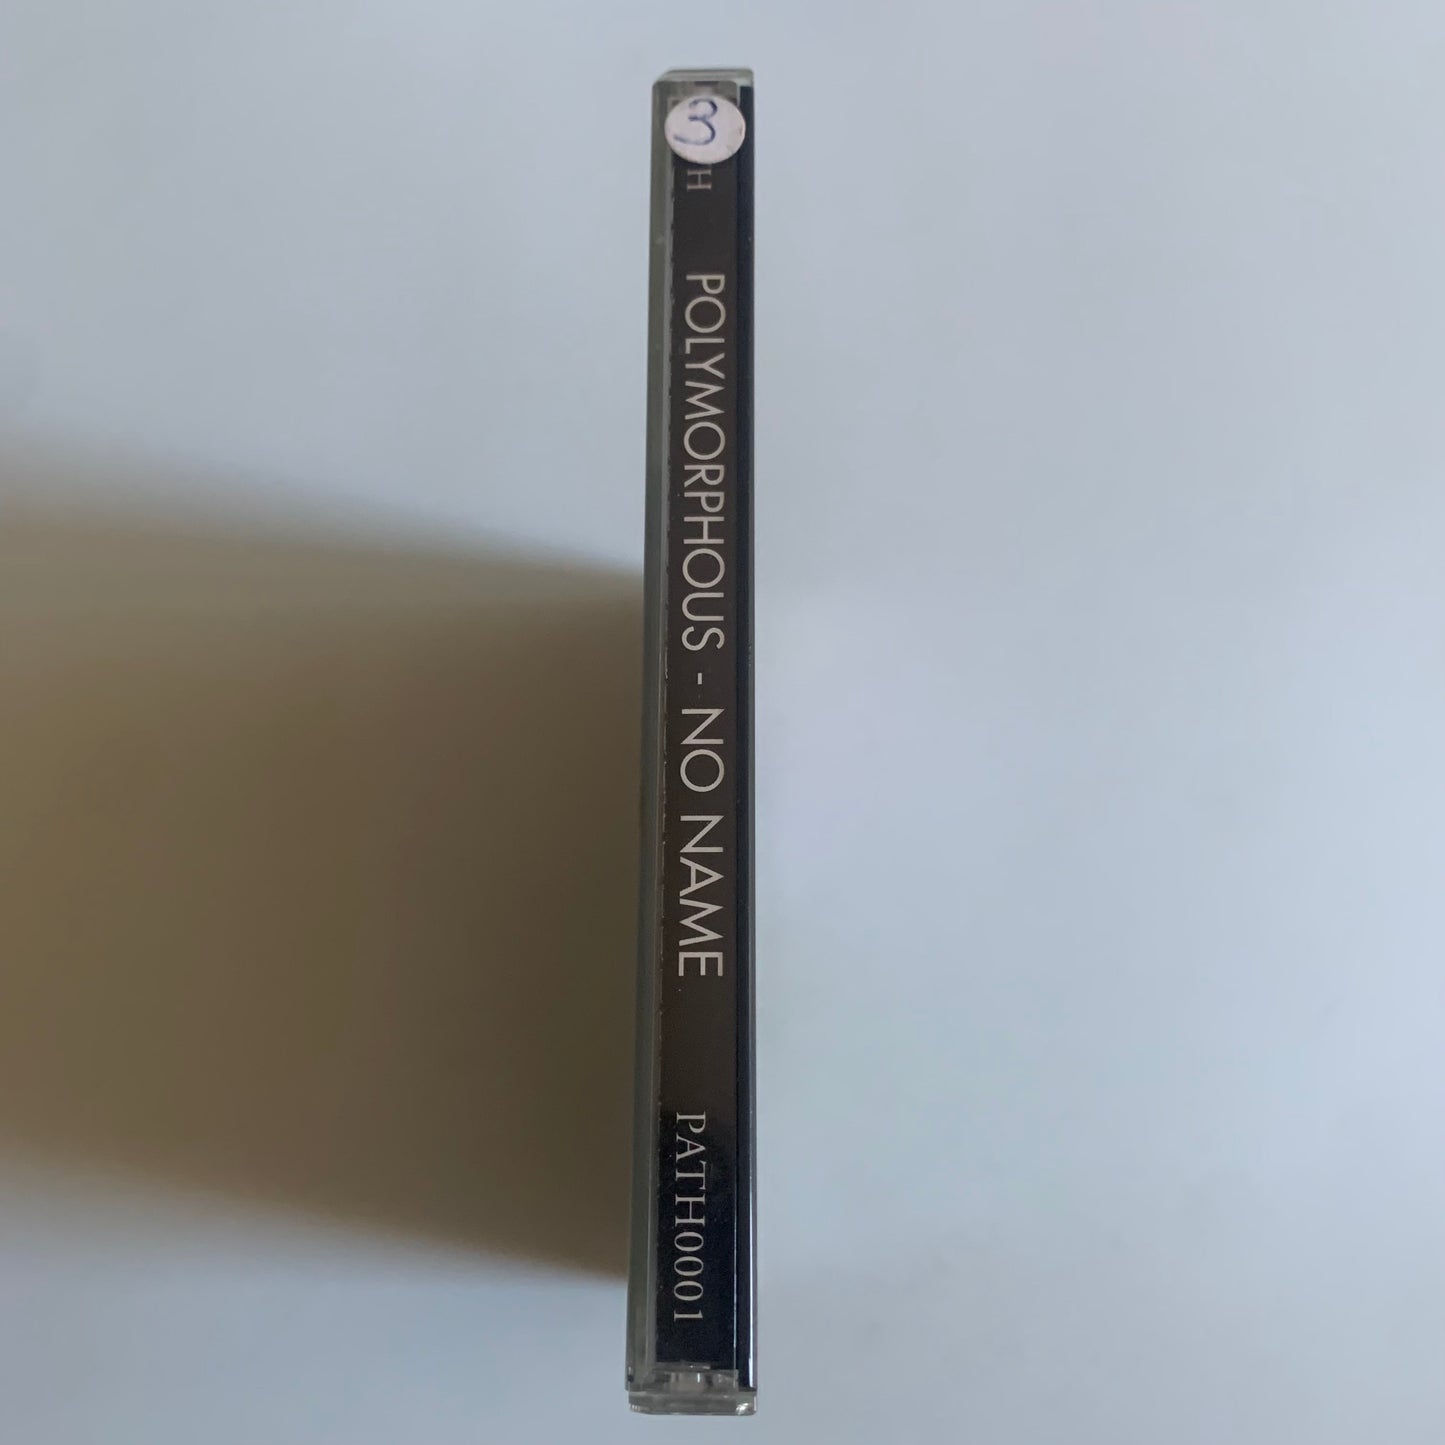 3
H
POLYMORPHOUS - NO NAME
PATH0001